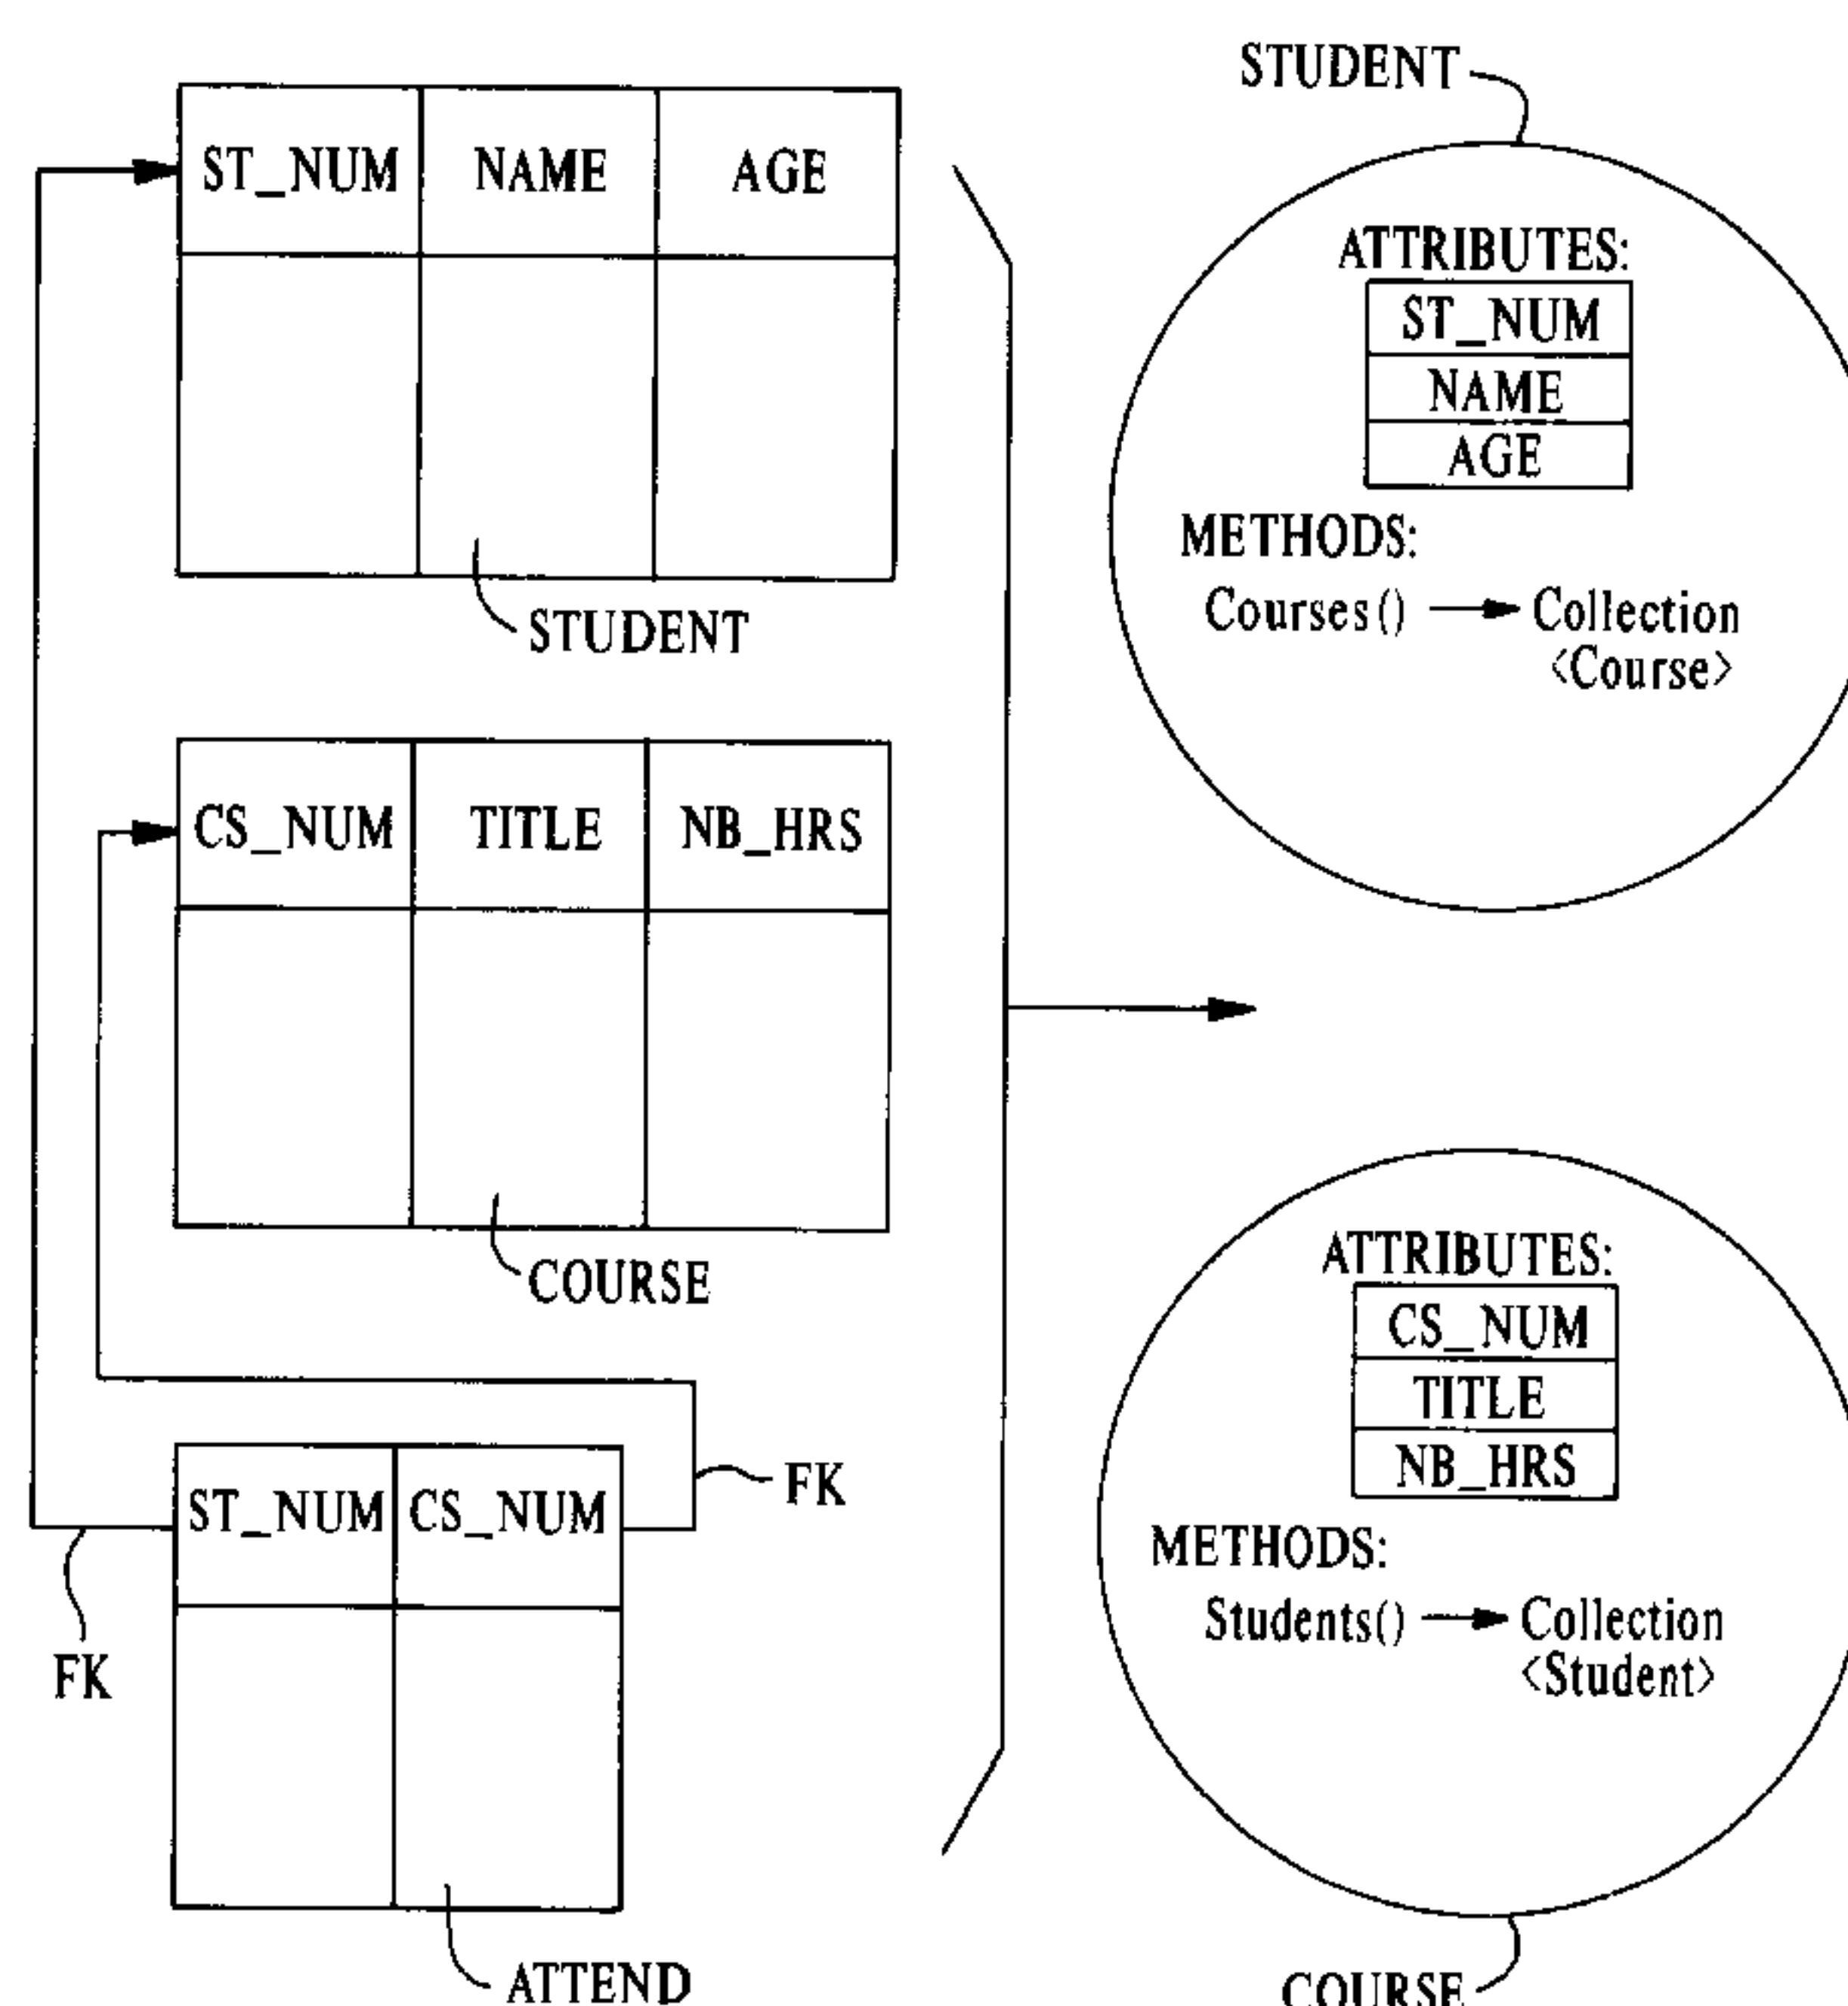 ST_NUM NAME AGE
STUDENT
CS_NUM TITLE NB_HRS
COURSE
ST_NUM CS_NUM
FK
FK
ATTEND
STUDENT
ATTRIBUTES:
ST_NUM
NAME
AGE
METHODS:
Courses() → Collection
<Course>
ATTRIBUTES:
CS_NUM
TITLE
NB_HRS
METHODS:
Students() → Collection
<Student>
COURSE